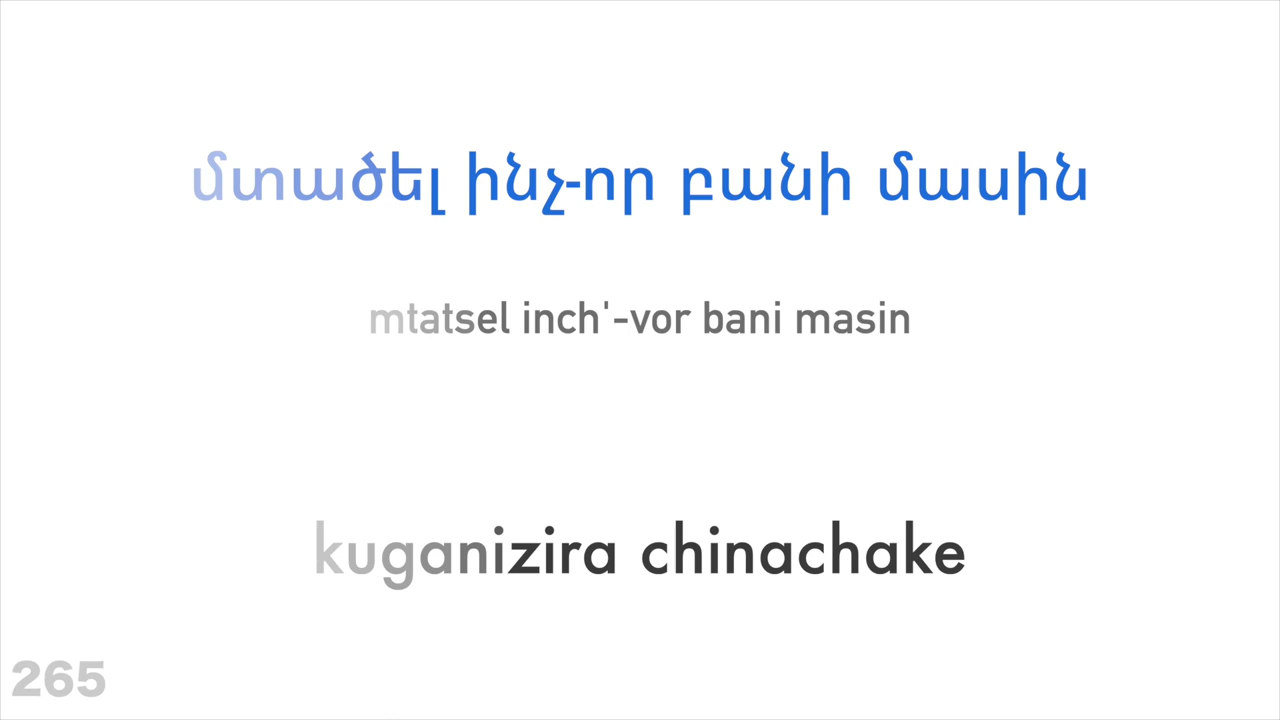 մտածել ինչ-որ բանի մասին
mtatsel inch'-vor bani masin
kuganizira chinachake
265